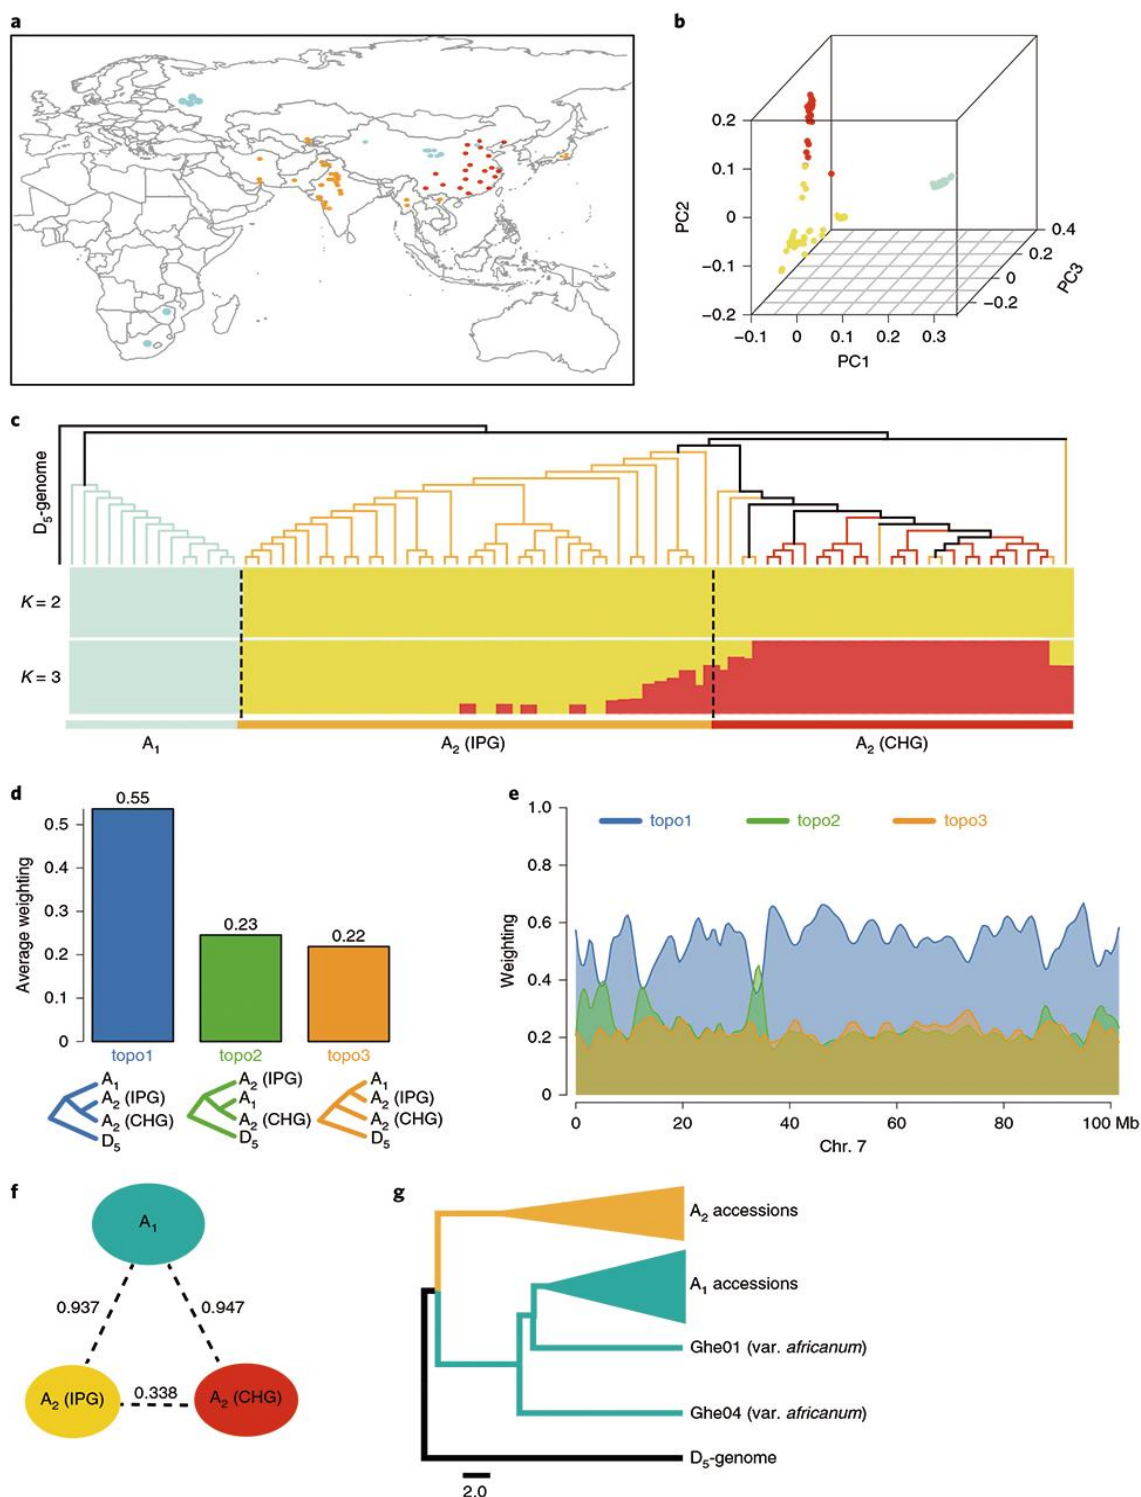 a
b
0.2
0.1
0
−0.1
−0.2
PC2
−0.1 0 0.1 0.2 0.3
PC1
0.4
0.2
0
−0.2
PC3
c
D5-genome
K = 2
K = 3
A1 A2 (IPG) A2 (CHG)
d
Average weighting
0.5
0.4
0.3
0.2
0.1
0
0.55
0.23
0.22
topo1 topo2 topo3
A1
A2 (IPG)
A2 (CHG)
D5
A2 (IPG)
A1
A2 (CHG)
D5
A1
A2 (IPG)
A2 (CHG)
D5
e
Weighting
1.0
0.8
0.6
0.4
0.2
0
topo1 topo2 topo3
0 20 40 60 80 100 Mb
Chr. 7
f
A1
0.937 0.947
A2 (IPG) 0.338 A2 (CHG)
g
A2 accessions
A1 accessions
Ghe01 (var. africanum)
Ghe04 (var. africanum)
D5-genome
2.0